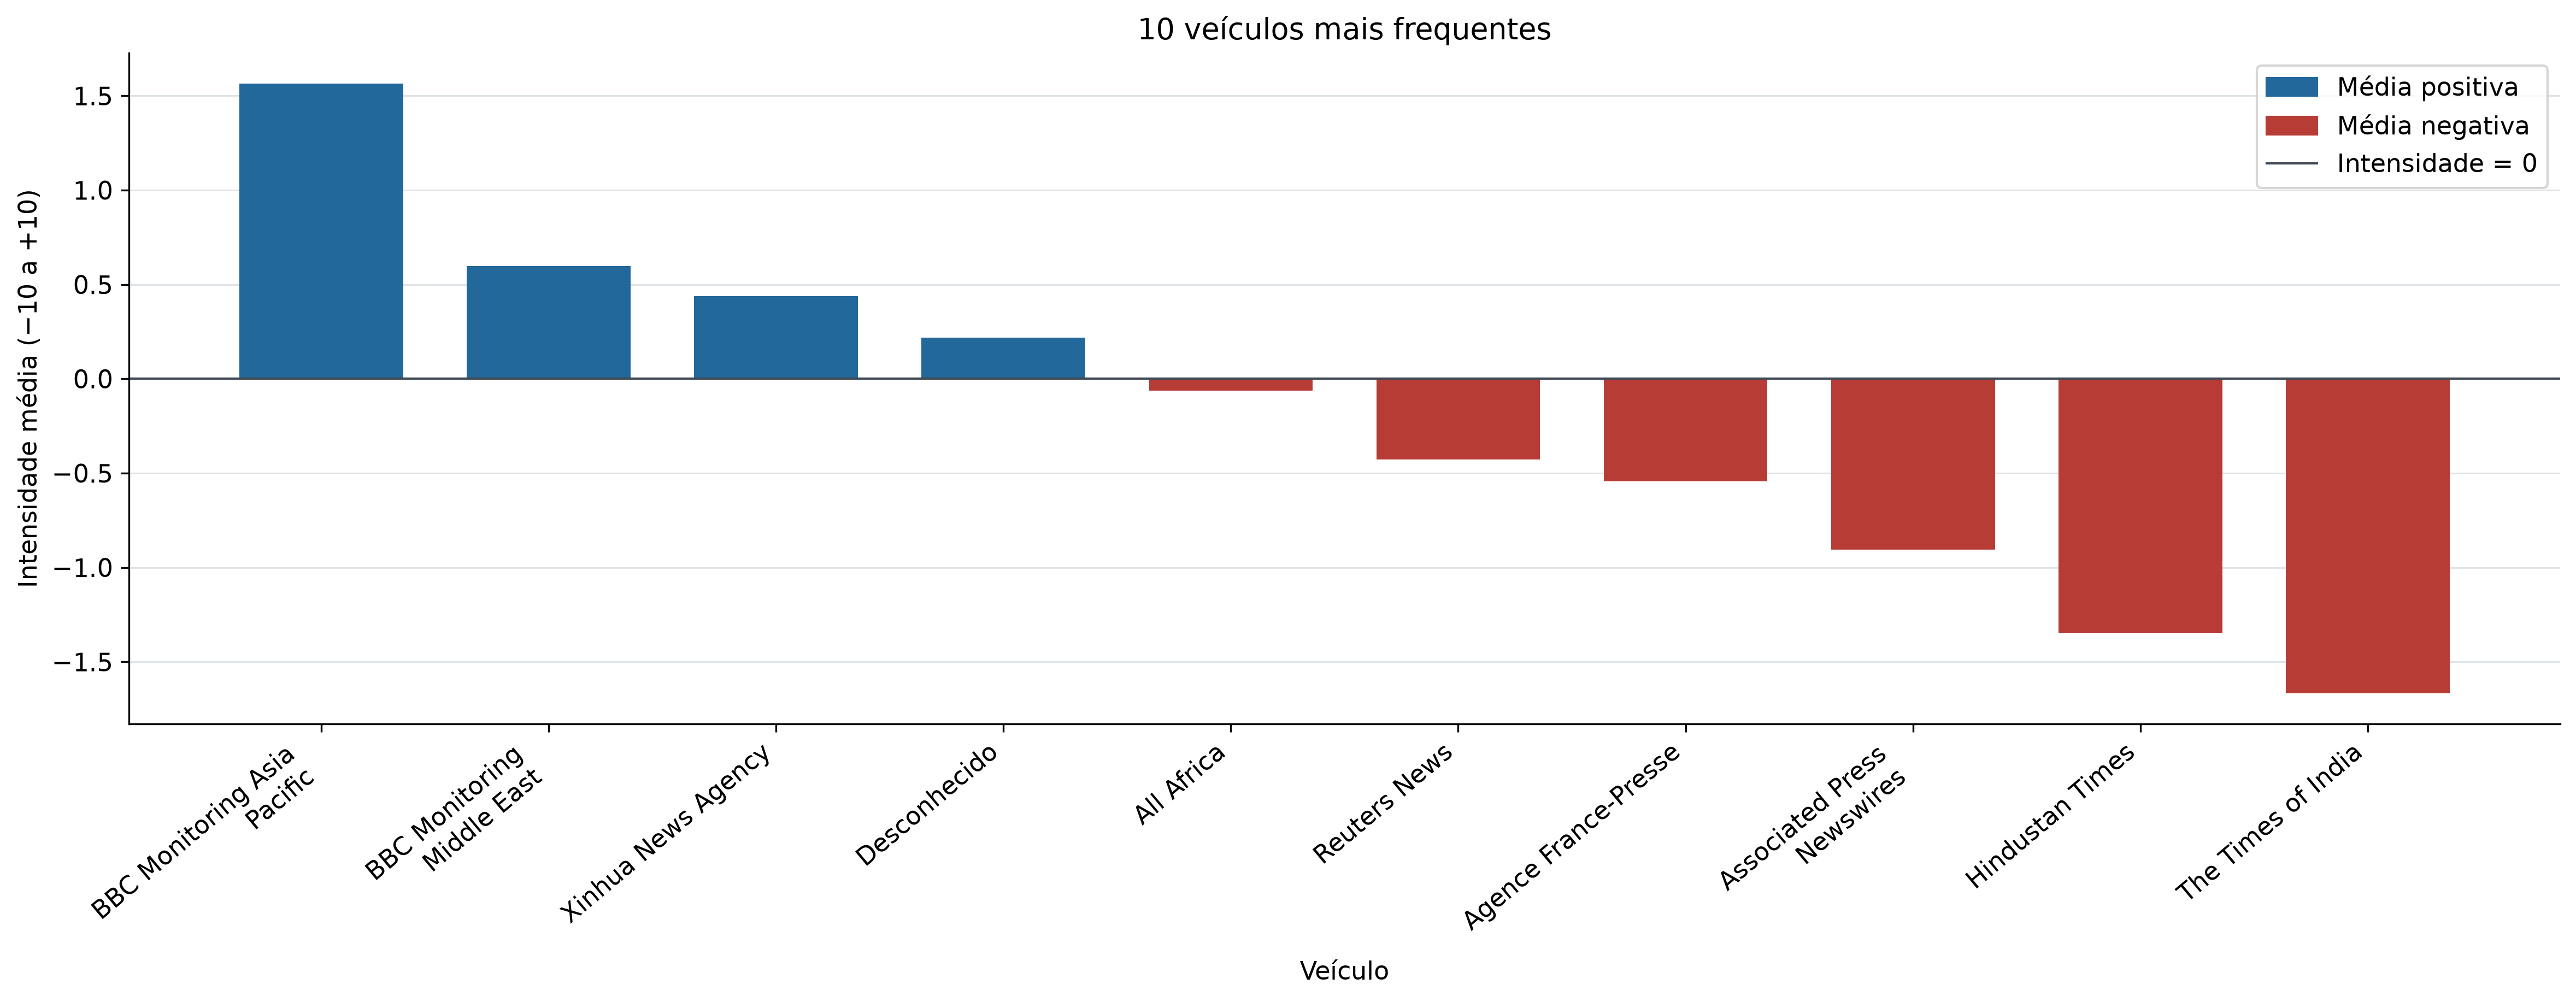 10 veículos mais frequentes
Média positiva
Média negativa
Intensidade = 0
Intensidade média (−10 a +10)
1.5
1.0
0.5
0.0
−0.5
−1.0
−1.5
BBC Monitoring Asia
Pacific
BBC Monitoring
Middle East
Xinhua News Agency
Desconhecido
All Africa
Reuters News
Agence France-Presse
Associated Press
Newswires
Hindustan Times
The Times of India
Veículo